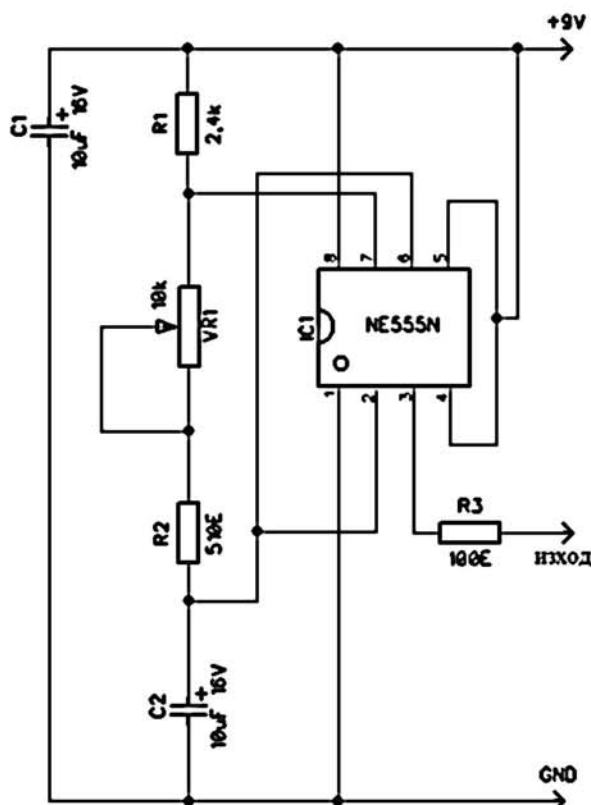 +9V
C1
+ 16V
10uF
R1
2,4k
10k
VR1
8
7
6
5
IC1
NE555N
1
2
3
4
R2
510E
R3
100E
изход
C2
+ 16V
10uF
GND